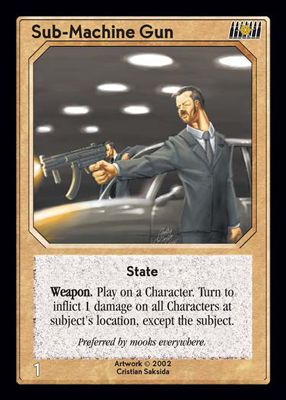 Sub-Machine Gun
State
Weapon. Play on a Character. Turn to
inflict 1 damage on all Characters at
subject's location, except the subject.
Preferred by mooks everywhere.
1
Artwork © 2002
Cristian Saksida